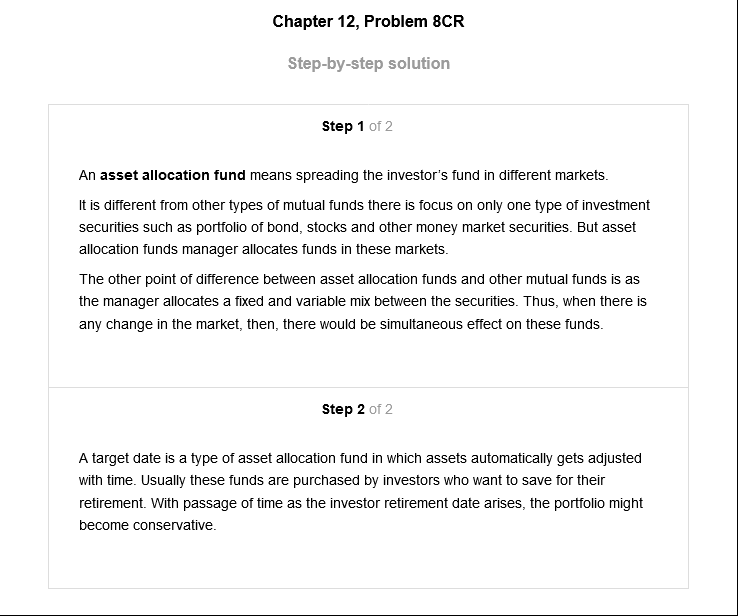 Chapter 12, Problem 8CR
Step-by-step solution
Step 1 of 2
An asset allocation fund means spreading the investor's fund in different markets.
It is different from other types of mutual funds there is focus on only one type of investment
securities such as portfolio of bond, stocks and other money market securities. But asset
allocation funds manager allocates funds in these markets.
The other point of difference between asset allocation funds and other mutual funds is as
the manager allocates a fixed and variable mix between the securities. Thus, when there is
any change in the market, then, there would be simultaneous effect on these funds.
Step 2 of 2
A target date is a type of asset allocation fund in which assets automatically gets adjusted
with time. Usually these funds are purchased by investors who want to save for their
retirement. With passage of time as the investor retirement date arises, the portfolio might
become conservative.